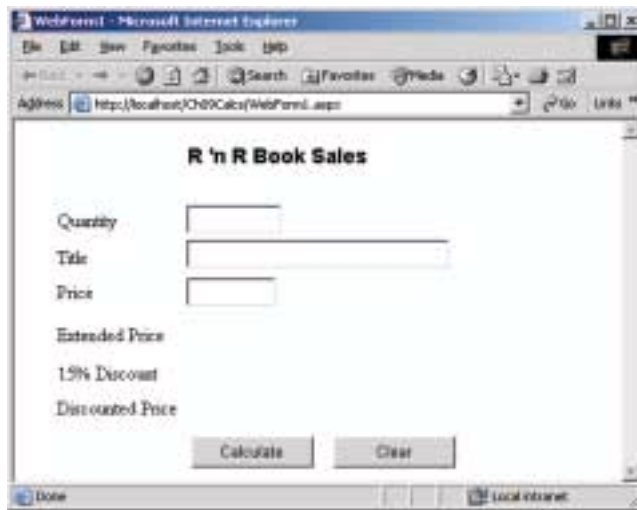 WebForm1 - Microsoft Internet Explorer
File Edit View Favorites Tools Help
Back Search Favorites Media
Address http://localhost/Ch09Calcs/WebForm1.aspx Go Links
R 'n R Book Sales
Quantity
Title
Price
Extended Price
15% Discount
Discounted Price
Calculate Clear
Done Local intranet